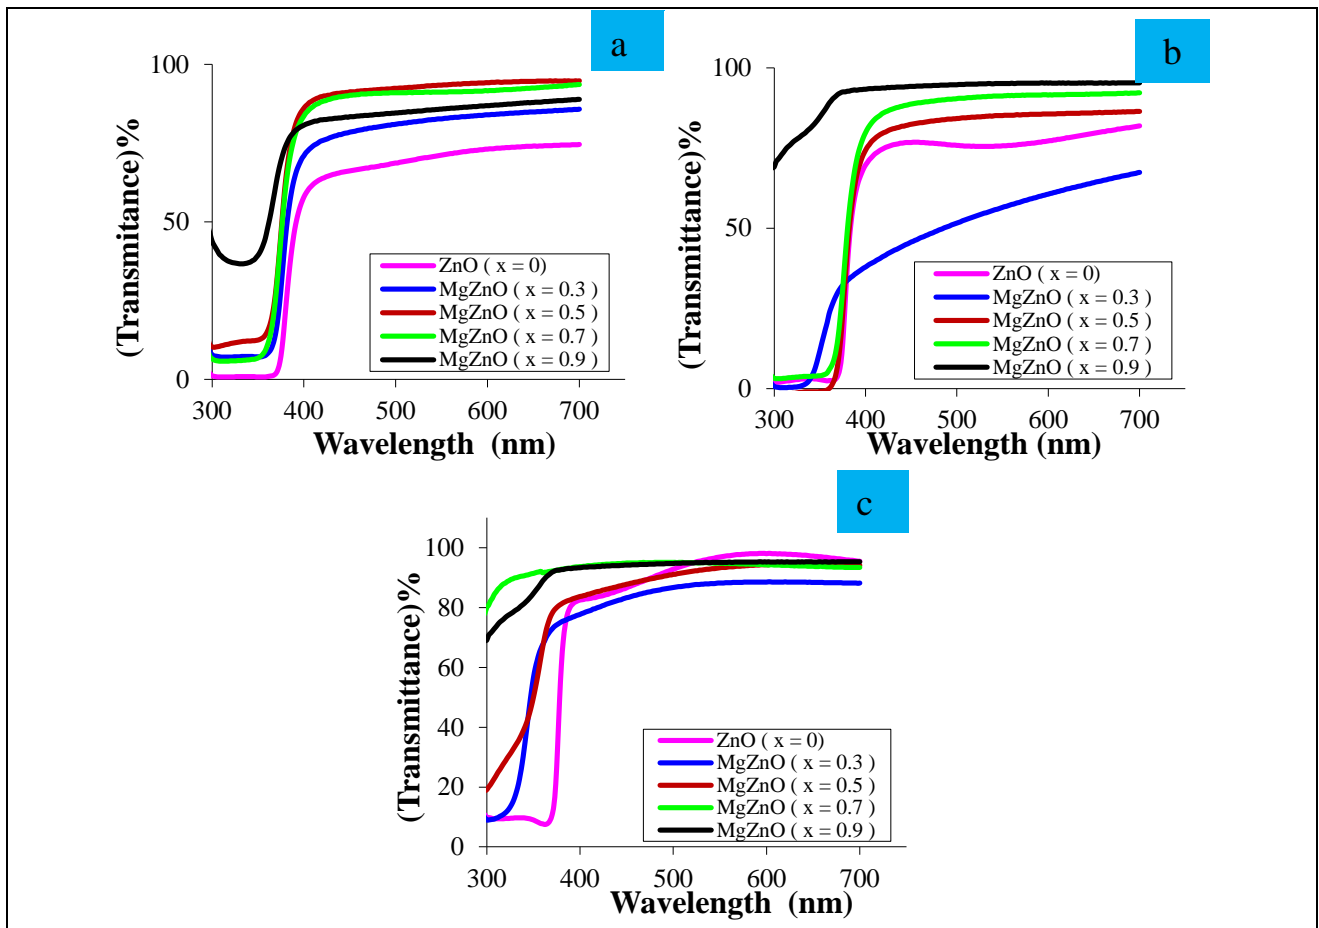 a
(Transmitance)%
100
50
0
300 400 500 600 700
Wavelength (nm)
ZnO ( x = 0)
MgZnO ( x = 0.3 )
MgZnO ( x = 0.5 )
MgZnO ( x = 0.7 )
MgZnO ( x = 0.9 )
b
(Transmittance)%
100
50
0
300 400 500 600 700
Wavelength (nm)
ZnO ( x = 0)
MgZnO ( x = 0.3 )
MgZnO ( x = 0.5 )
MgZnO ( x = 0.7 )
MgZnO ( x = 0.9 )
c
(Transmittance)%
100
80
60
40
20
0
300 400 500 600 700
Wavelength (nm)
ZnO ( x = 0)
MgZnO ( x = 0.3 )
MgZnO ( x = 0.5 )
MgZnO ( x = 0.7 )
MgZnO ( x = 0.9 )